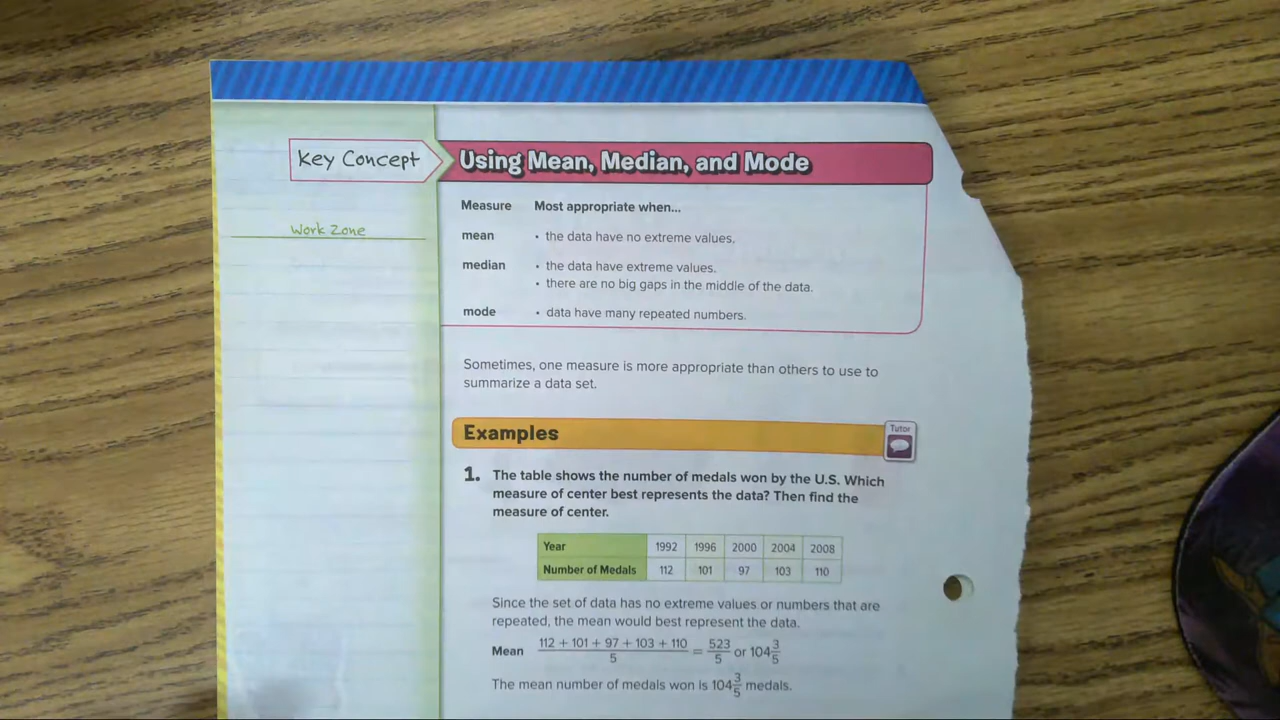 Key Concept
Using Mean, Median, and Mode
Work Zone
Measure Most appropriate when...
mean • the data have no extreme values.
median • the data have extreme values.
• there are no big gaps in the middle of the data.
mode • data have many repeated numbers.
Sometimes, one measure is more appropriate than others to use to
summarize a data set.
Examples
Tutor
1. The table shows the number of medals won by the U.S. Which
measure of center best represents the data? Then find the
measure of center.
Year 1992 1996 2000 2004 2008
Number of Medals 112 101 97 103 110
Since the set of data has no extreme values or numbers that are
repeated, the mean would best represent the data.
Mean (112 + 101 + 97 + 103 + 110)/5 = 523/5 or 104 3/5
The mean number of medals won is 104 3/5 medals.